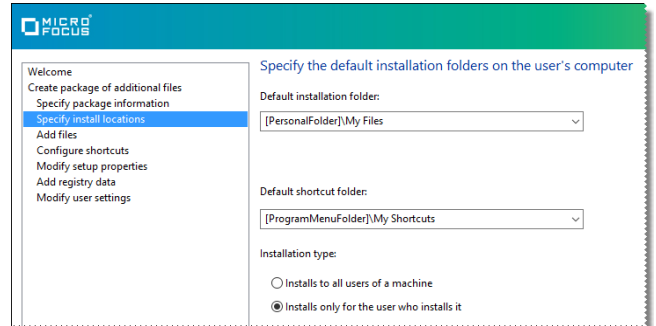 MICRO
FOCUS
Welcome
Create package of additional files
Specify package information
Specify install locations
Add files
Configure shortcuts
Modify setup properties
Add registry data
Modify user settings
Specify the default installation folders on the user's computer
Default installation folder:
[PersonalFolder]\My Files
Default shortcut folder:
[ProgramMenuFolder]\My Shortcuts
Installation type:
Installs to all users of a machine
Installs only for the user who installs it